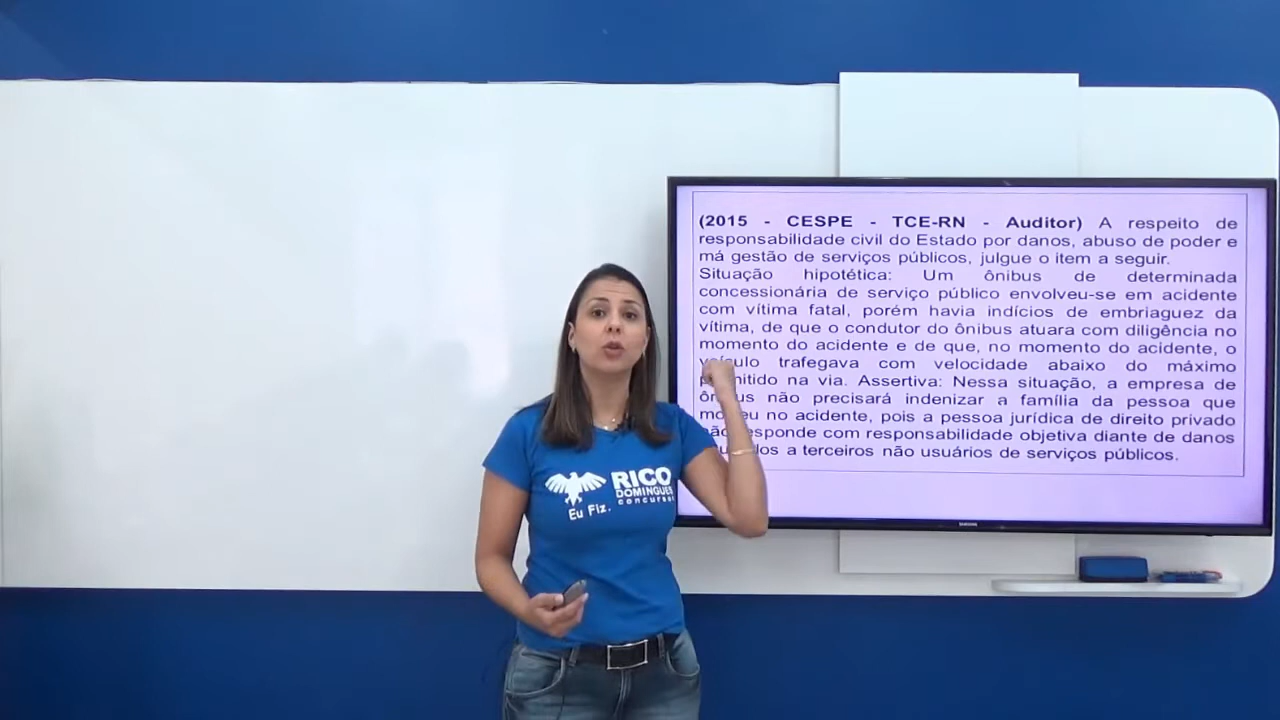 (2015 - CESPE - TCE-RN - Auditor) A respeito de
responsabilidade civil do Estado por danos, abuso de poder e
má gestão de serviços públicos, julgue o item a seguir.
Situação hipotética: Um ônibus de determinada
concessionária de serviço público envolveu-se em acidente
com vítima fatal, porém havia indícios de embriaguez da
vítima, de que o condutor do ônibus atuara com diligência no
momento do acidente e de que, no momento do acidente, o
trafegava com velocidade abaixo do máximo
na via. Assertiva: Nessa situação, a empresa de
não precisará indenizar a família da pessoa que
no acidente, pois a pessoa jurídica de direito privado
com responsabilidade objetiva diante de danos
a terceiros não usuários de serviços públicos.
SAMSUNG
RICO
DOMINGUES
concursos
Eu Fiz.